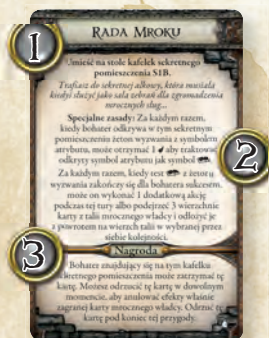 1
RADA MROKU
Umieść na stole kafelek sekretnego
pomieszczenia S1B.
Trafiasz do sekretnej alkowy, która musiała
kiedyś służyć jako sala zebrań dla zgromadzenia
mrocznych sług...
Specjalne zasady: Za każdym razem,
kiedy bohater odkrywa w tym sekretnym
pomieszczeniu żeton wyzwania z symbolem
atrybutu, może otrzymać 1 aby traktować
odkryty symbol atrybutu jak symbol
2
Za każdym razem, kiedy test z żetonu
wyzwania zakończy się dla bohatera sukcesem,
może on wykonać 1 dodatkową akcję
podczas tej tury albo podejrzeć 3 wierzchnie
karty z talii mrocznego władcy i odłożyć je
z powrotem na wierzch talii w wybranej przez
siebie kolejności.
3
Nagroda
Bohater znajdujący się na tym kafelku
sekretnego pomieszczenia może zatrzymać tę
kartę. Możesz odrzucić tę kartę w dowolnym
momencie, aby anulować efekty właśnie
zagranej karty mrocznego władcy. Odrzuć tę
kartę pod koniec tej przygody.